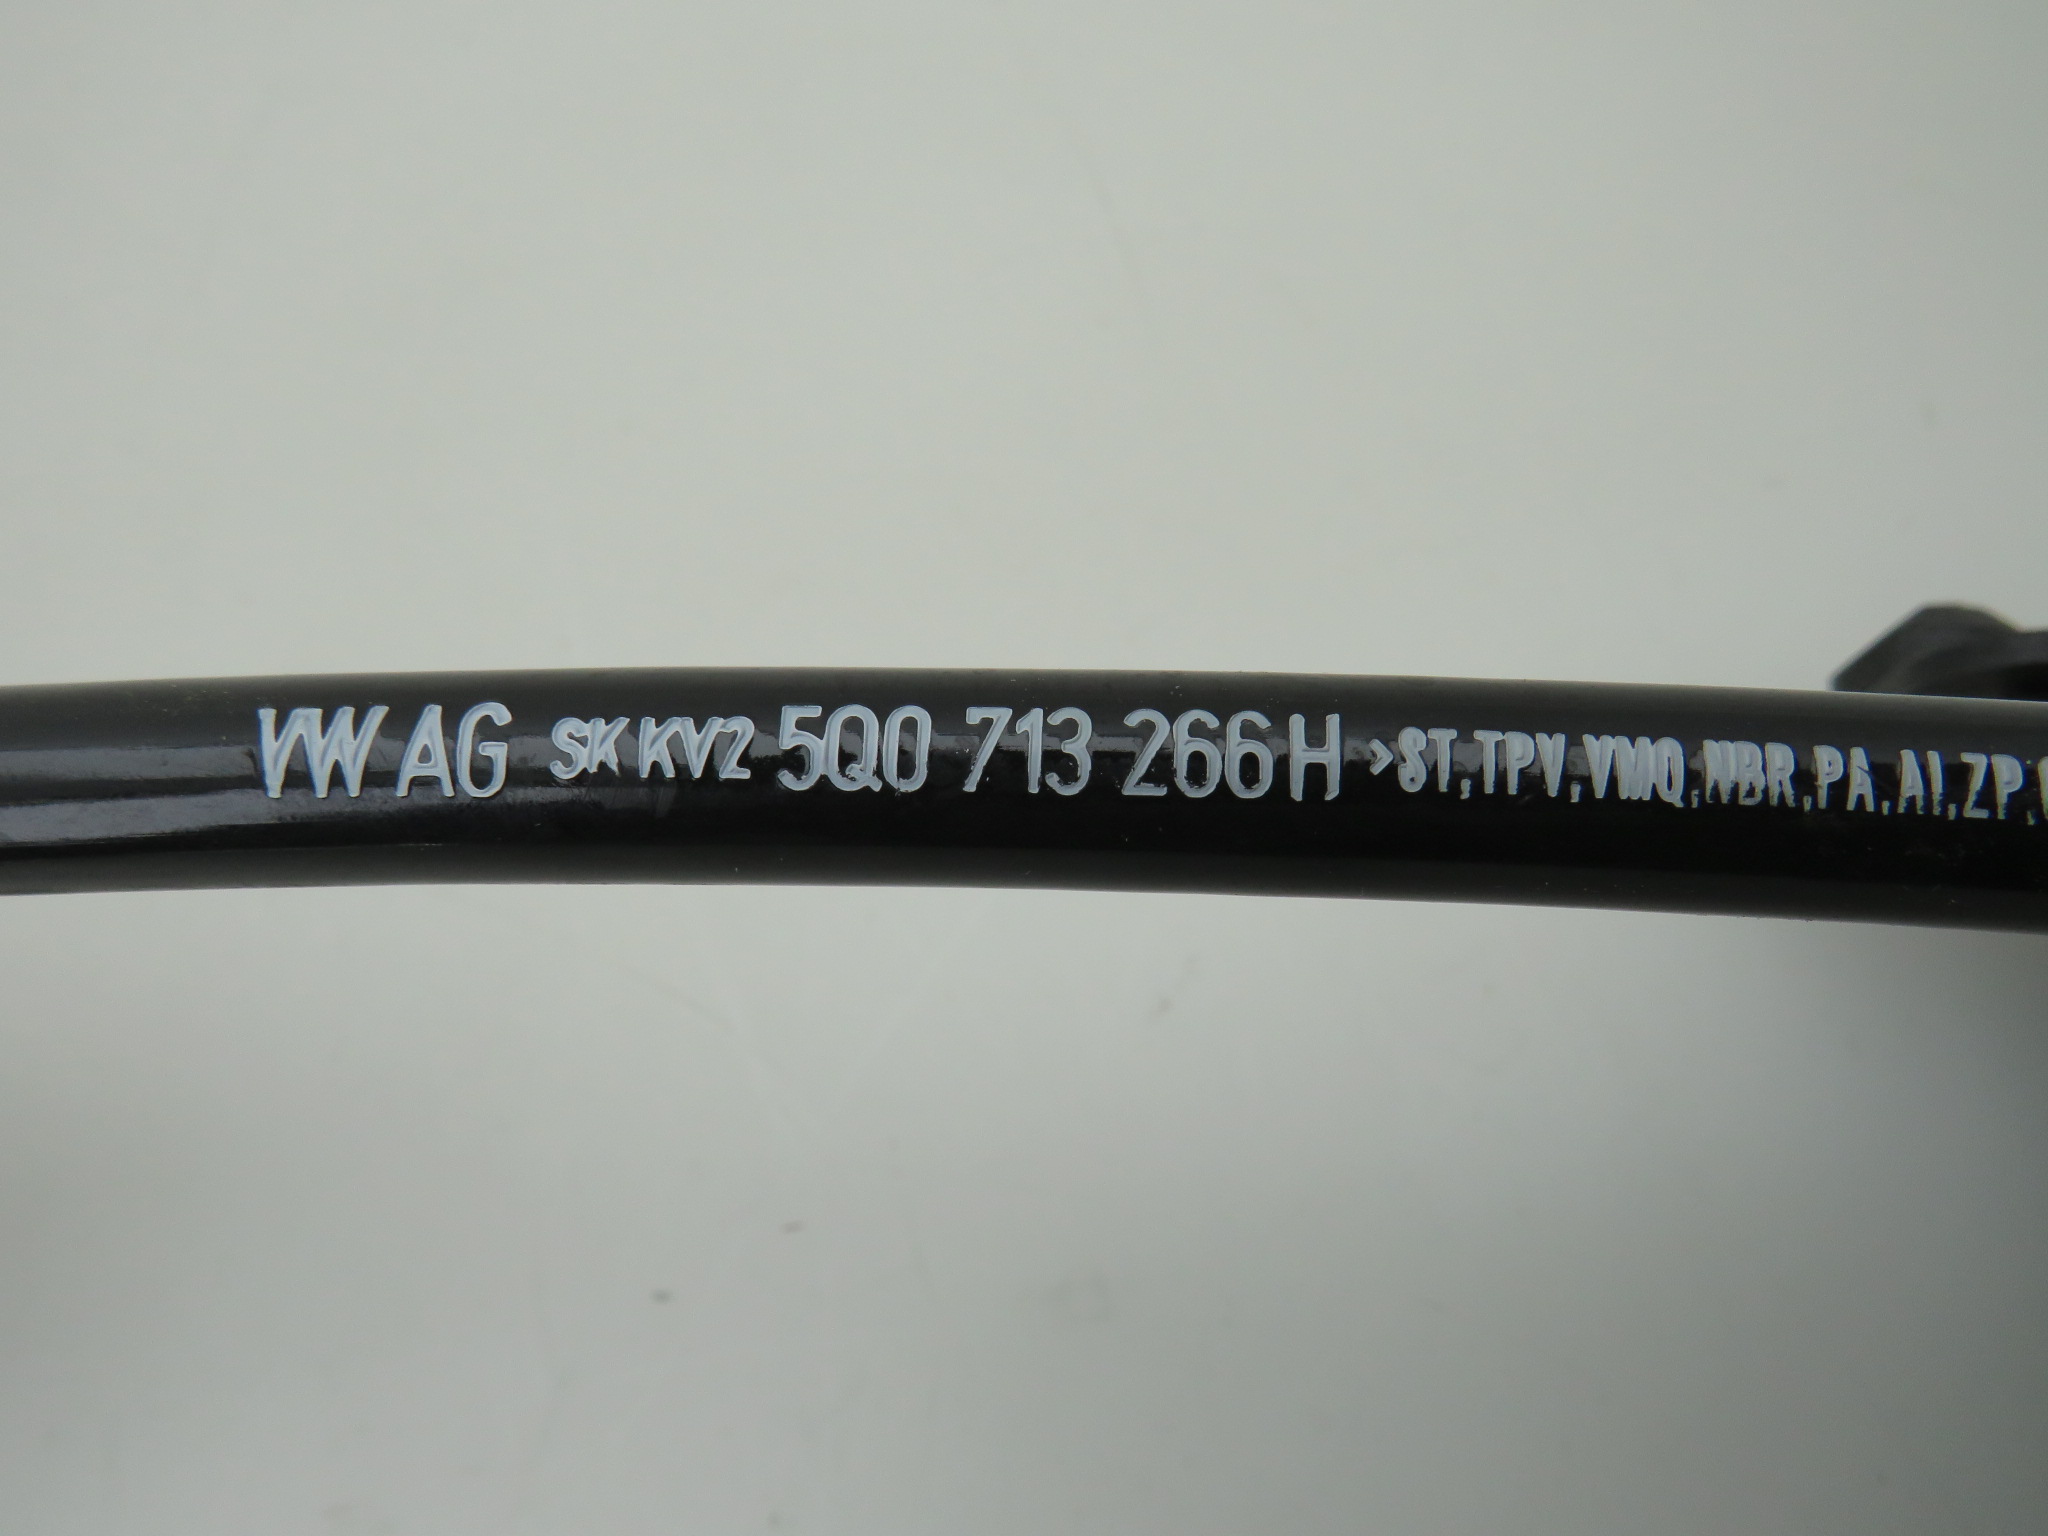 VW AG SK KV2 5Q0 713 266 H >ST,TPV,VMQ,NBR,PA,AI,ZP,